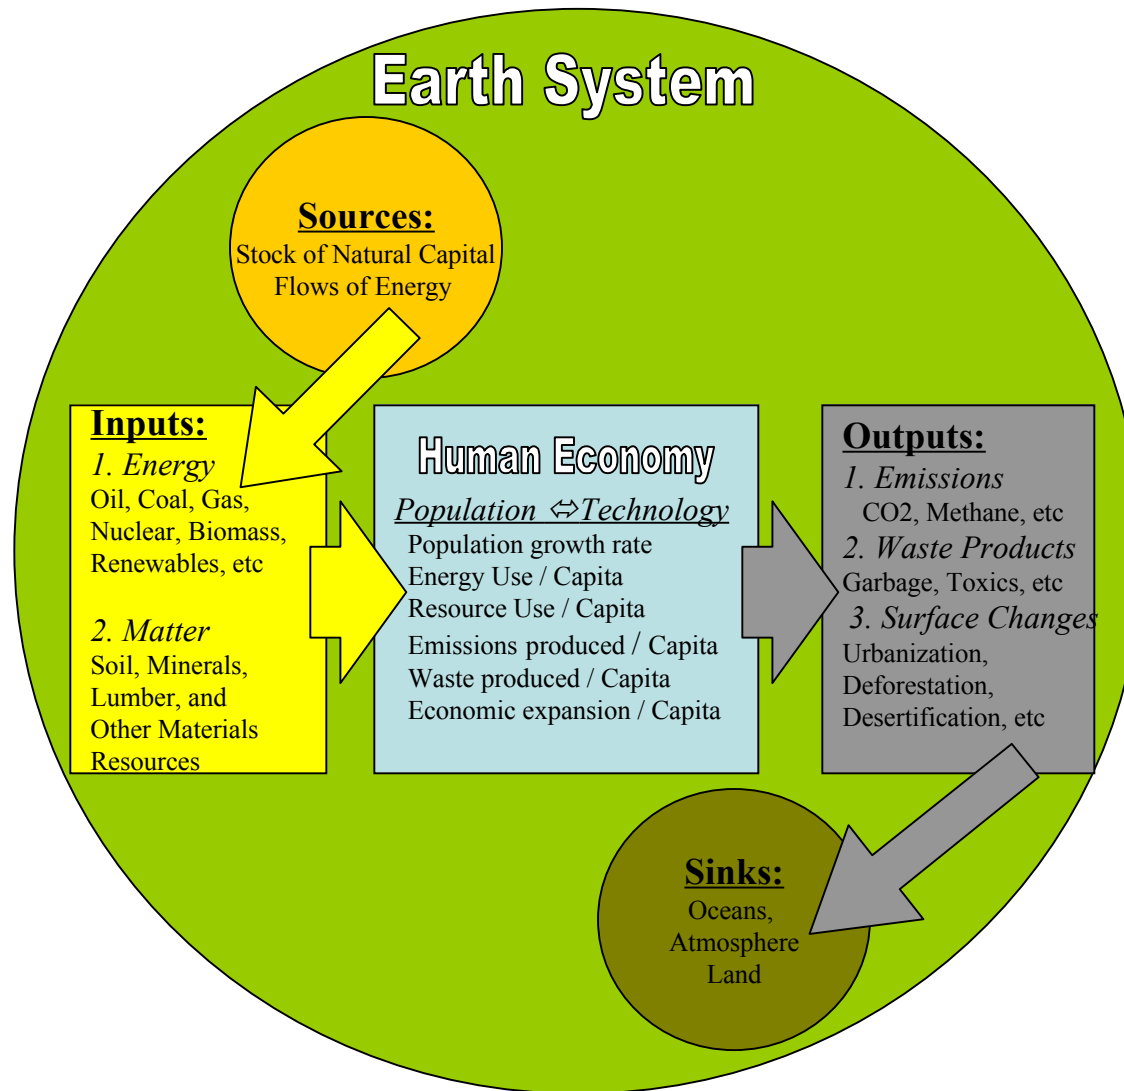 Earth System
Sources:
Stock of Natural Capital
Flows of Energy
Inputs:
1. Energy
Oil, Coal, Gas,
Nuclear, Biomass,
Renewables, etc
2. Matter
Soil, Minerals,
Lumber, and
Other Materials
Resources
Human Economy
Population ⇔Technology
Population growth rate
Energy Use / Capita
Resource Use / Capita
Emissions produced / Capita
Waste produced / Capita
Economic expansion / Capita
Outputs:
1. Emissions
CO2, Methane, etc
2. Waste Products
Garbage, Toxics, etc
3. Surface Changes
Urbanization,
Deforestation,
Desertification, etc
Sinks:
Oceans,
Atmosphere
Land